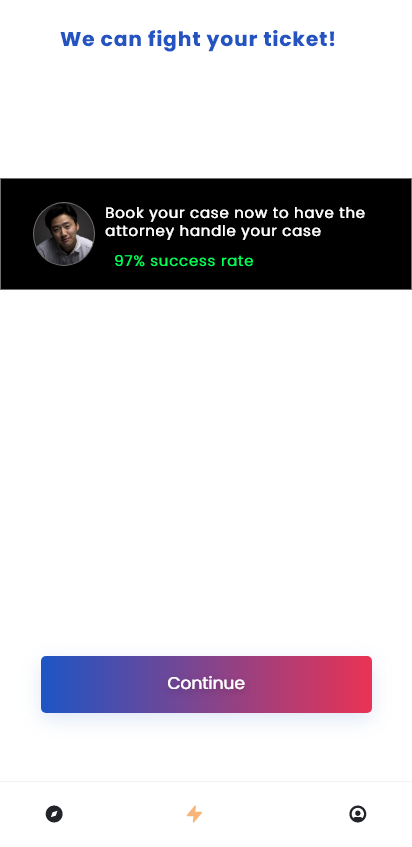 We can fight your ticket!
Book your case now to have the
attorney handle your case
97% success rate
Continue